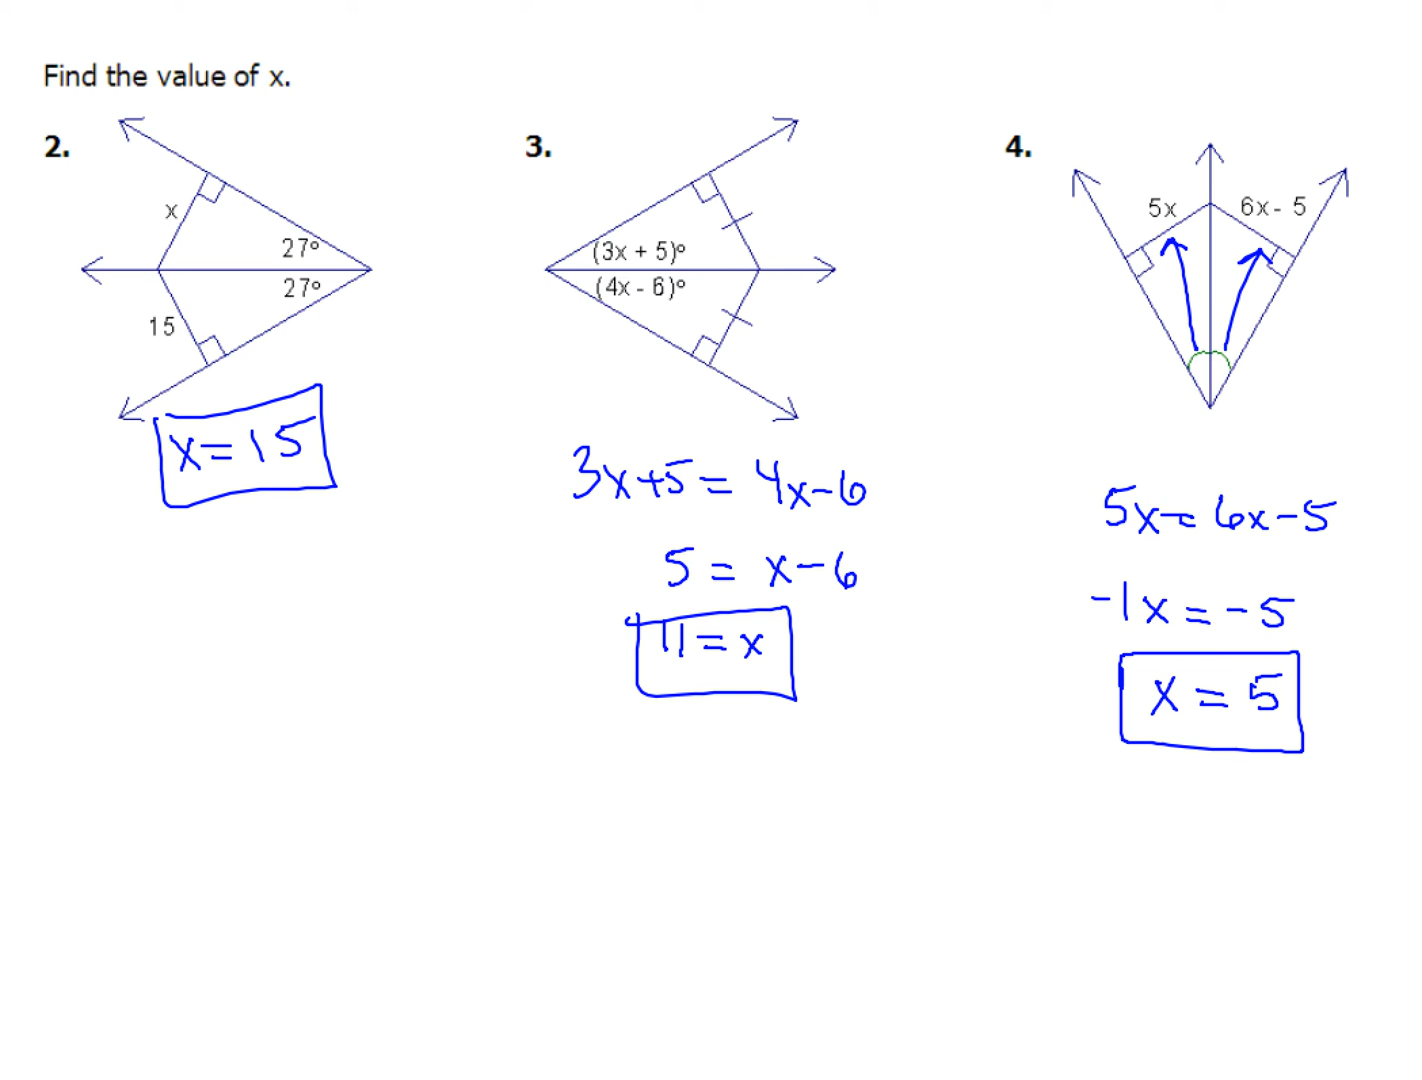 Find the value of x.
2.
x
27°
27°
15
x=15
3.
(3x + 5)°
(4x - 6)°
3x+5=4x-6
5=x-6
11=x
4.
5x
6x- 5
5x=6x-5
-1x=-5
x=5